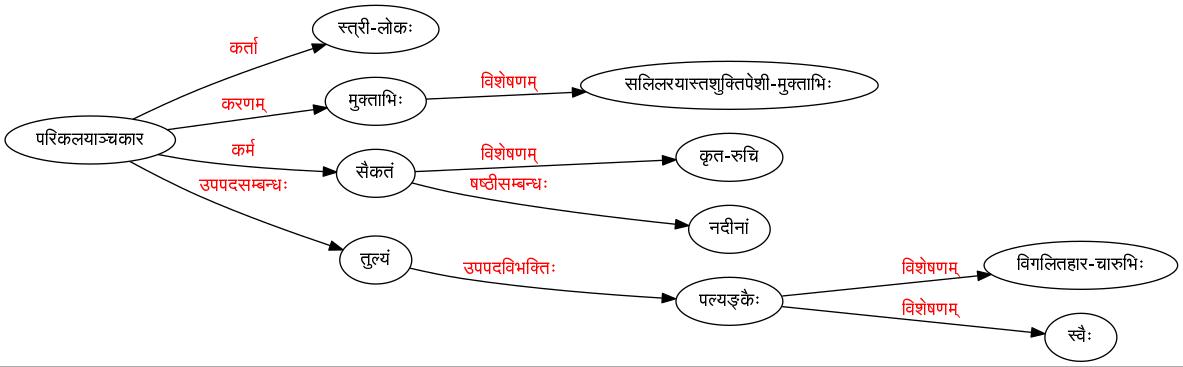 स्त्री-लोकः
कर्ता
विशेषणम्
सलिलरयास्तशुक्तिपेशी-मुक्ताभिः
करणम्
मुक्ताभिः
परिकलयाञ्चकार
कर्म
विशेषणम्
कृत-रुचि
सैकतं
उपपदसम्बन्धः
षष्ठीसम्बन्धः
नदीनां
तुल्यं
उपपदविभक्तिः
विशेषणम्
विगलितहार-चारुभिः
पल्यङ्कैः
विशेषणम्
स्वैः